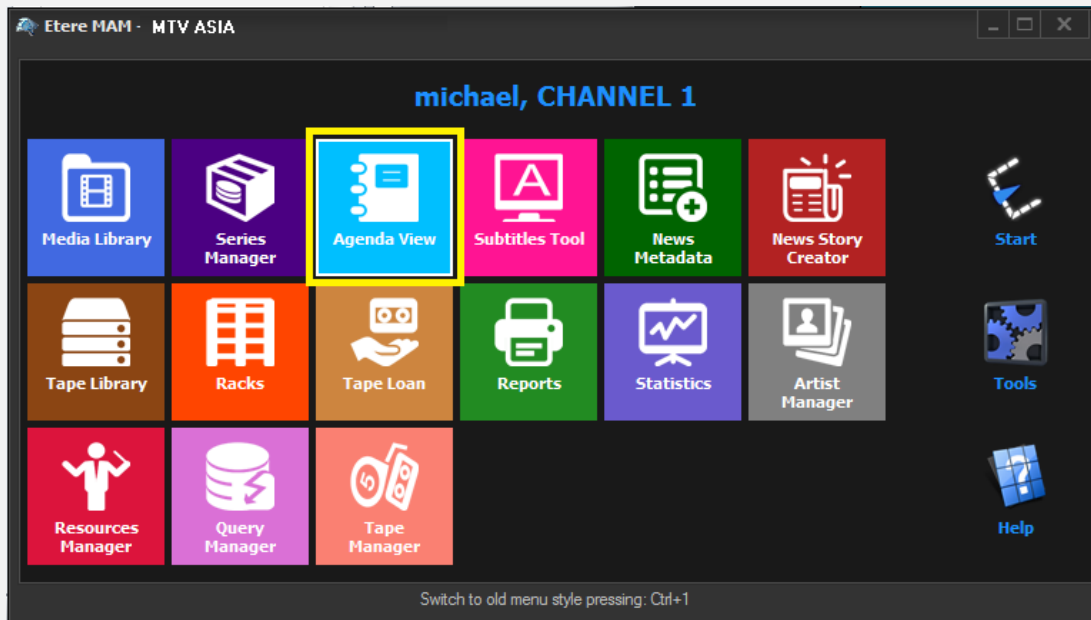 Etere MAM - MTV ASIA
michael, CHANNEL 1
Media Library
Series
Manager
Agenda View
A
Subtitles Tool
News
Metadata
News Story
Creator
Start
Tape Library
Racks
Tape Loan
Reports
Statistics
Artist
Manager
Tools
Resources
Manager
Query
Manager
5
Tape
Manager
?
Help
Switch to old menu style pressing: Ctrl+1